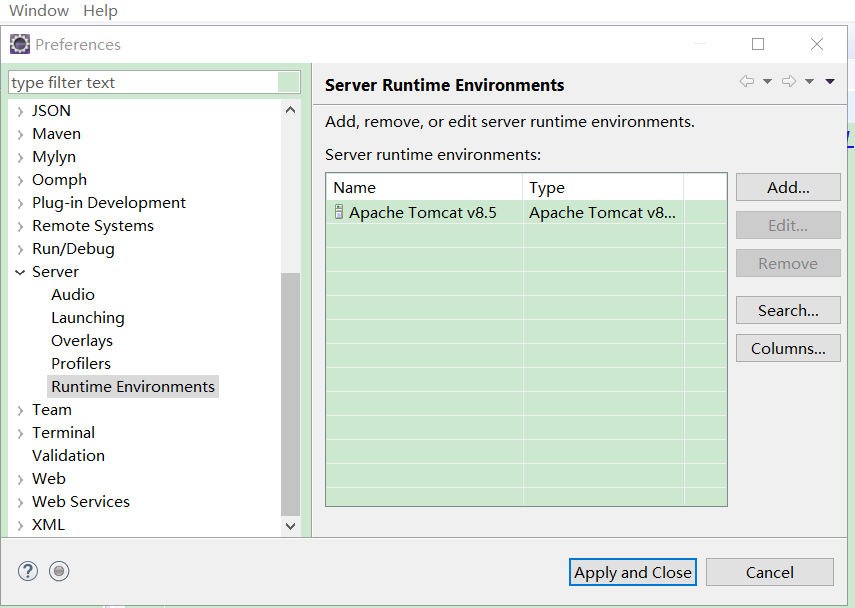 Window Help
Preferences
type filter text
JSON
Maven
Mylyn
Oomph
Plug-in Development
Remote Systems
Run/Debug
Server
Audio
Launching
Overlays
Profilers
Runtime Environments
Team
Terminal
Validation
Web
Web Services
XML
Server Runtime Environments
Add, remove, or edit server runtime environments.
Server runtime environments:
Name Type
Apache Tomcat v8.5 Apache Tomcat v8...
Add...
Edit...
Remove
Search...
Columns...
?
Apply and Close Cancel